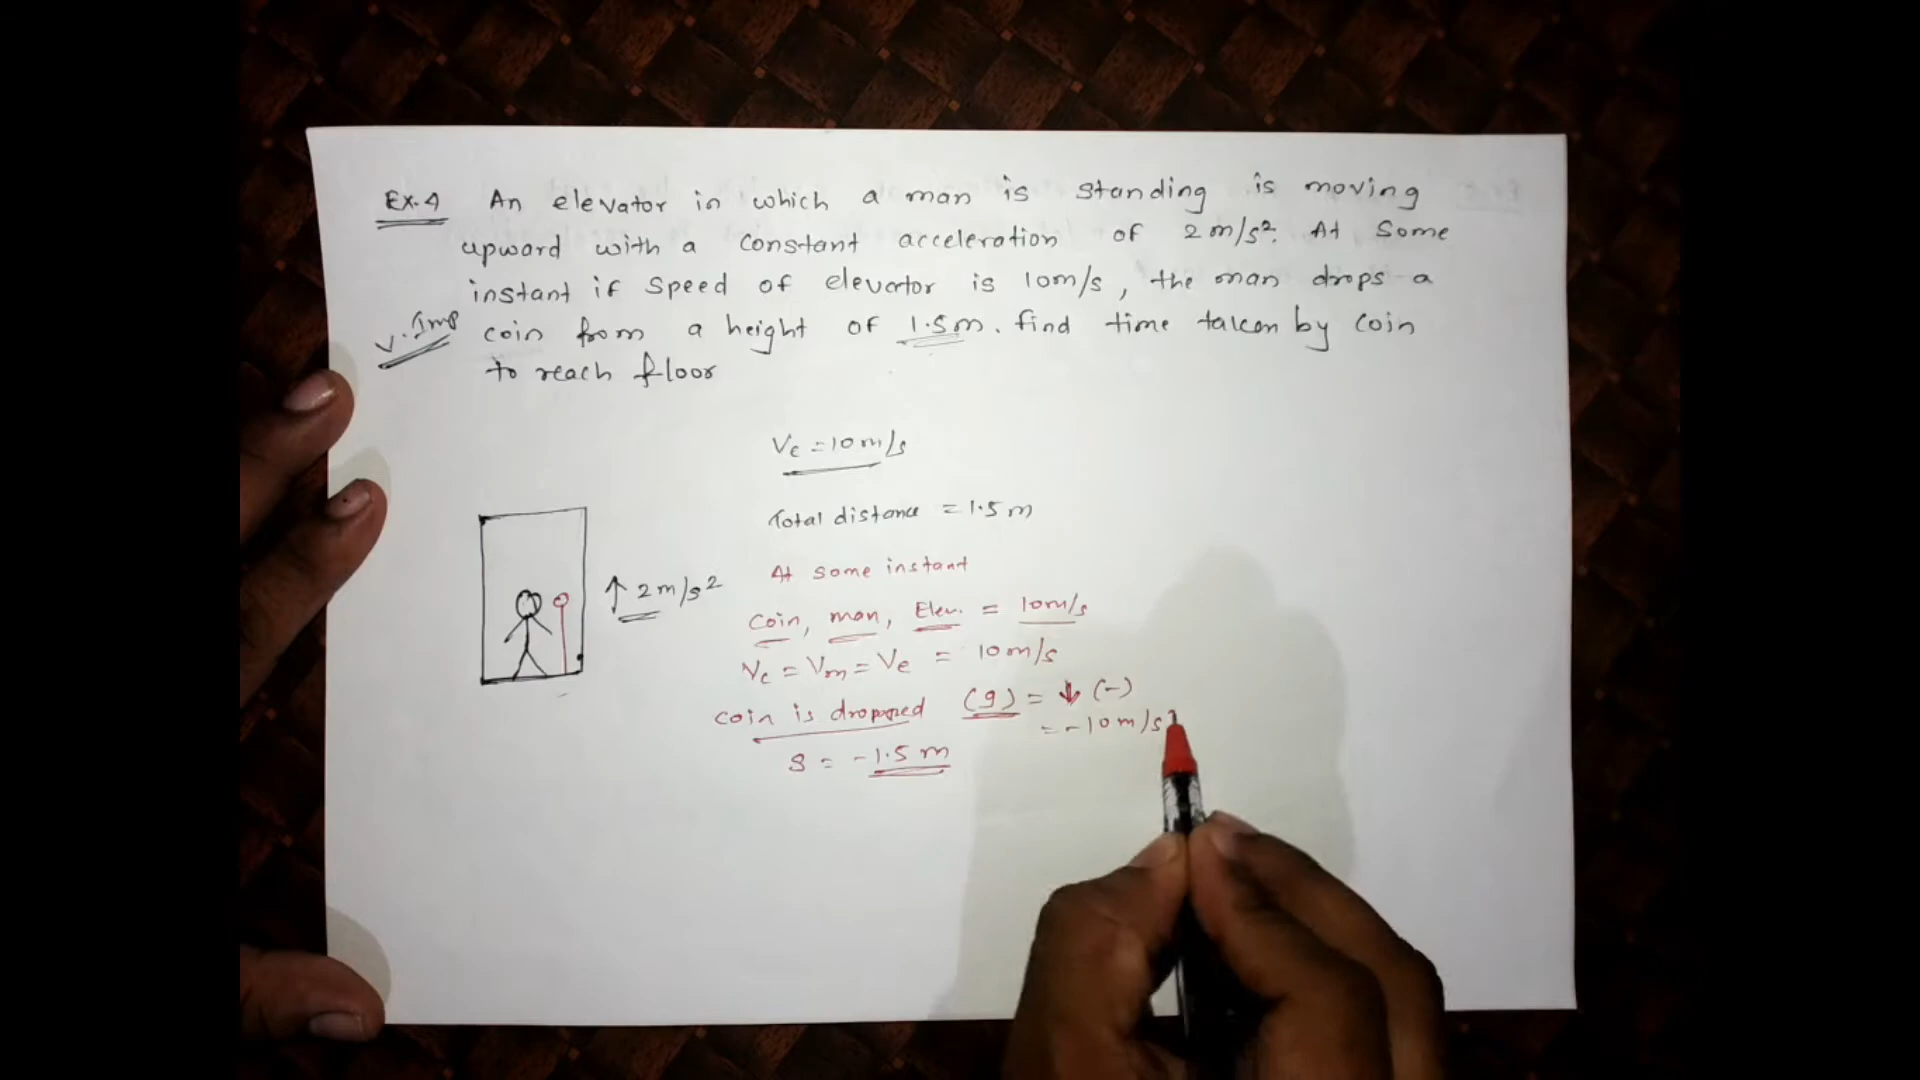 Ex.4 An elevator in which a man is standing is moving
upward with a constant acceleration of 2m/s². At some
instant if speed of elevator is 10m/s, the man drops a
V.Imp coin from a height of 1.5m. find time taken by coin
to reach floor
Vc = 10 m/s
Total distance = 1.5 m
↑ 2 m/s²
At some instant
Coin, man, Elev. = 10m/s
Vc = Vm = Ve = 10 m/s
coin is dropped (g) = ↓ (-)
= -10 m/s²
S = -1.5 m